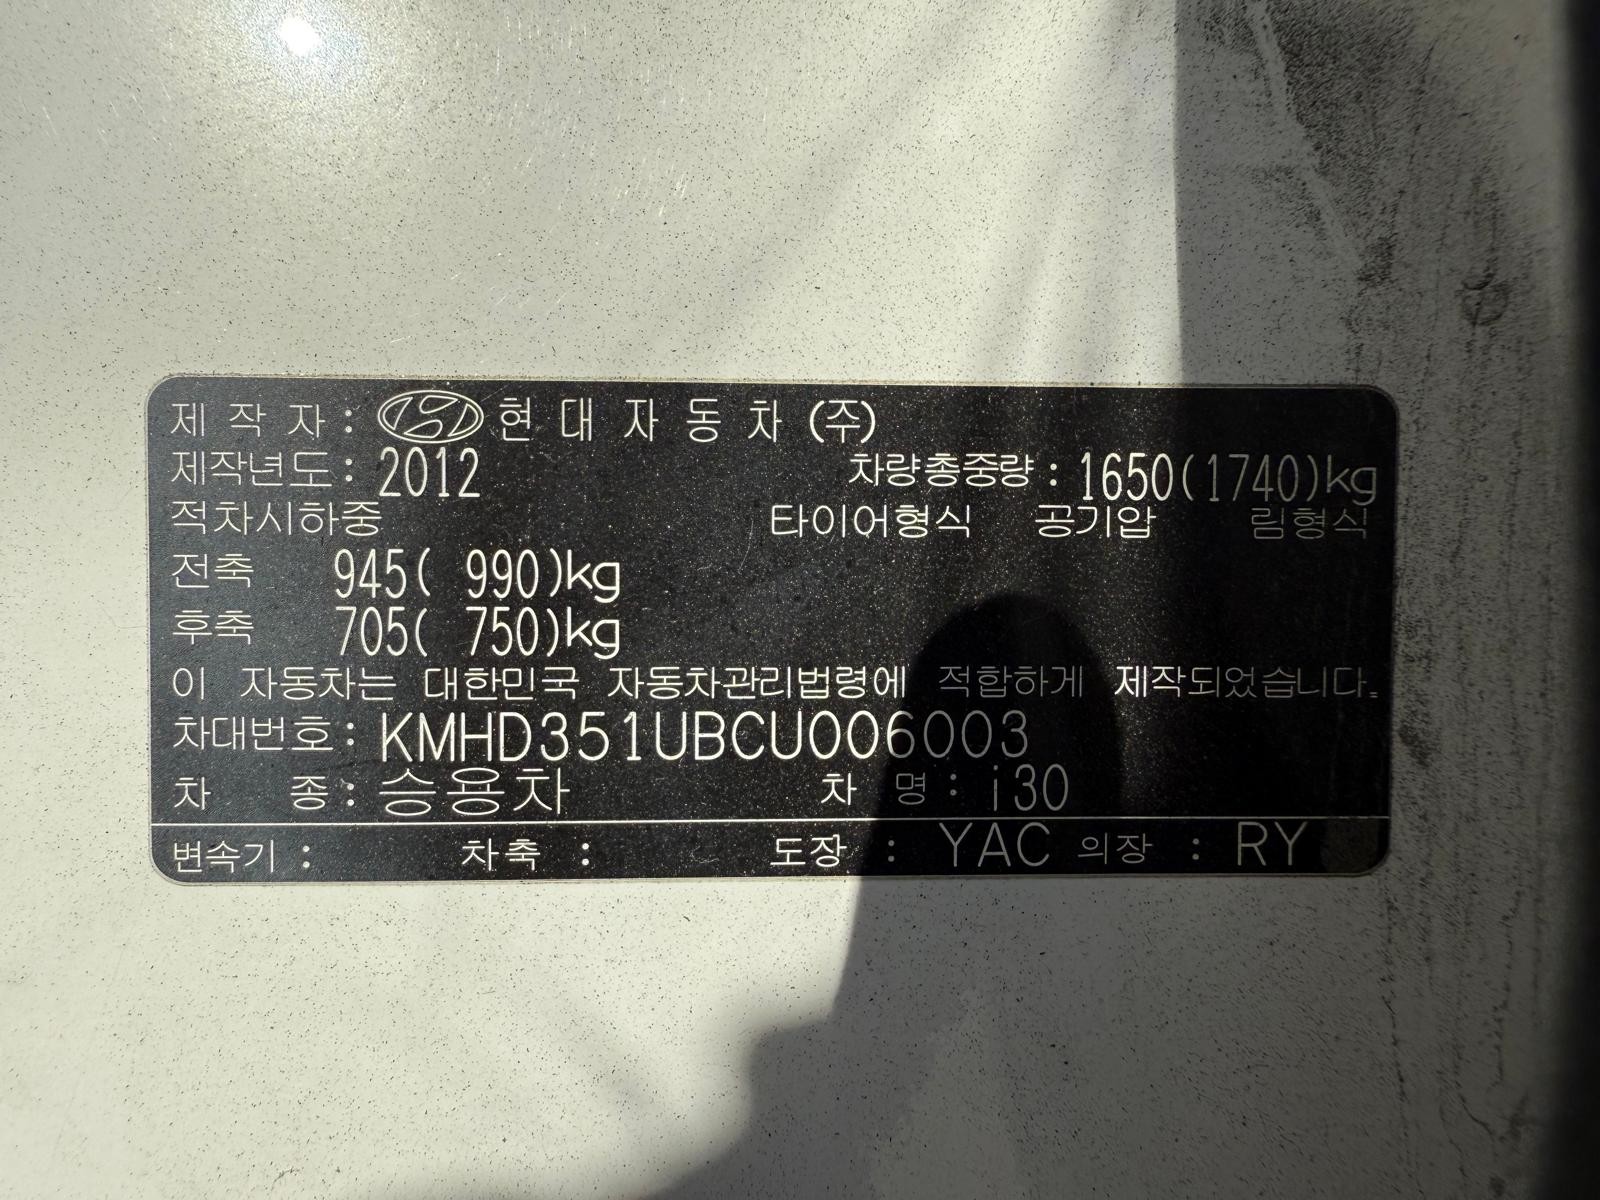 제 작 자 : 현 대 자 동 차 (주)
제작년도 : 2012 차량총중량 : 1650(1740)kg
적차시하중 타이어형식 공기압 림형식
전축 945( 990)kg
후축 705( 750)kg
이 자동차는 대한민국 자동차관리법령에 적합하게 제작되었습니다.
차대번호 : KMHD351UBCU006003
차 종 : 승용차 차 명 : i30
변속기 : 차축 : 도장 : YAC 의장 : RY